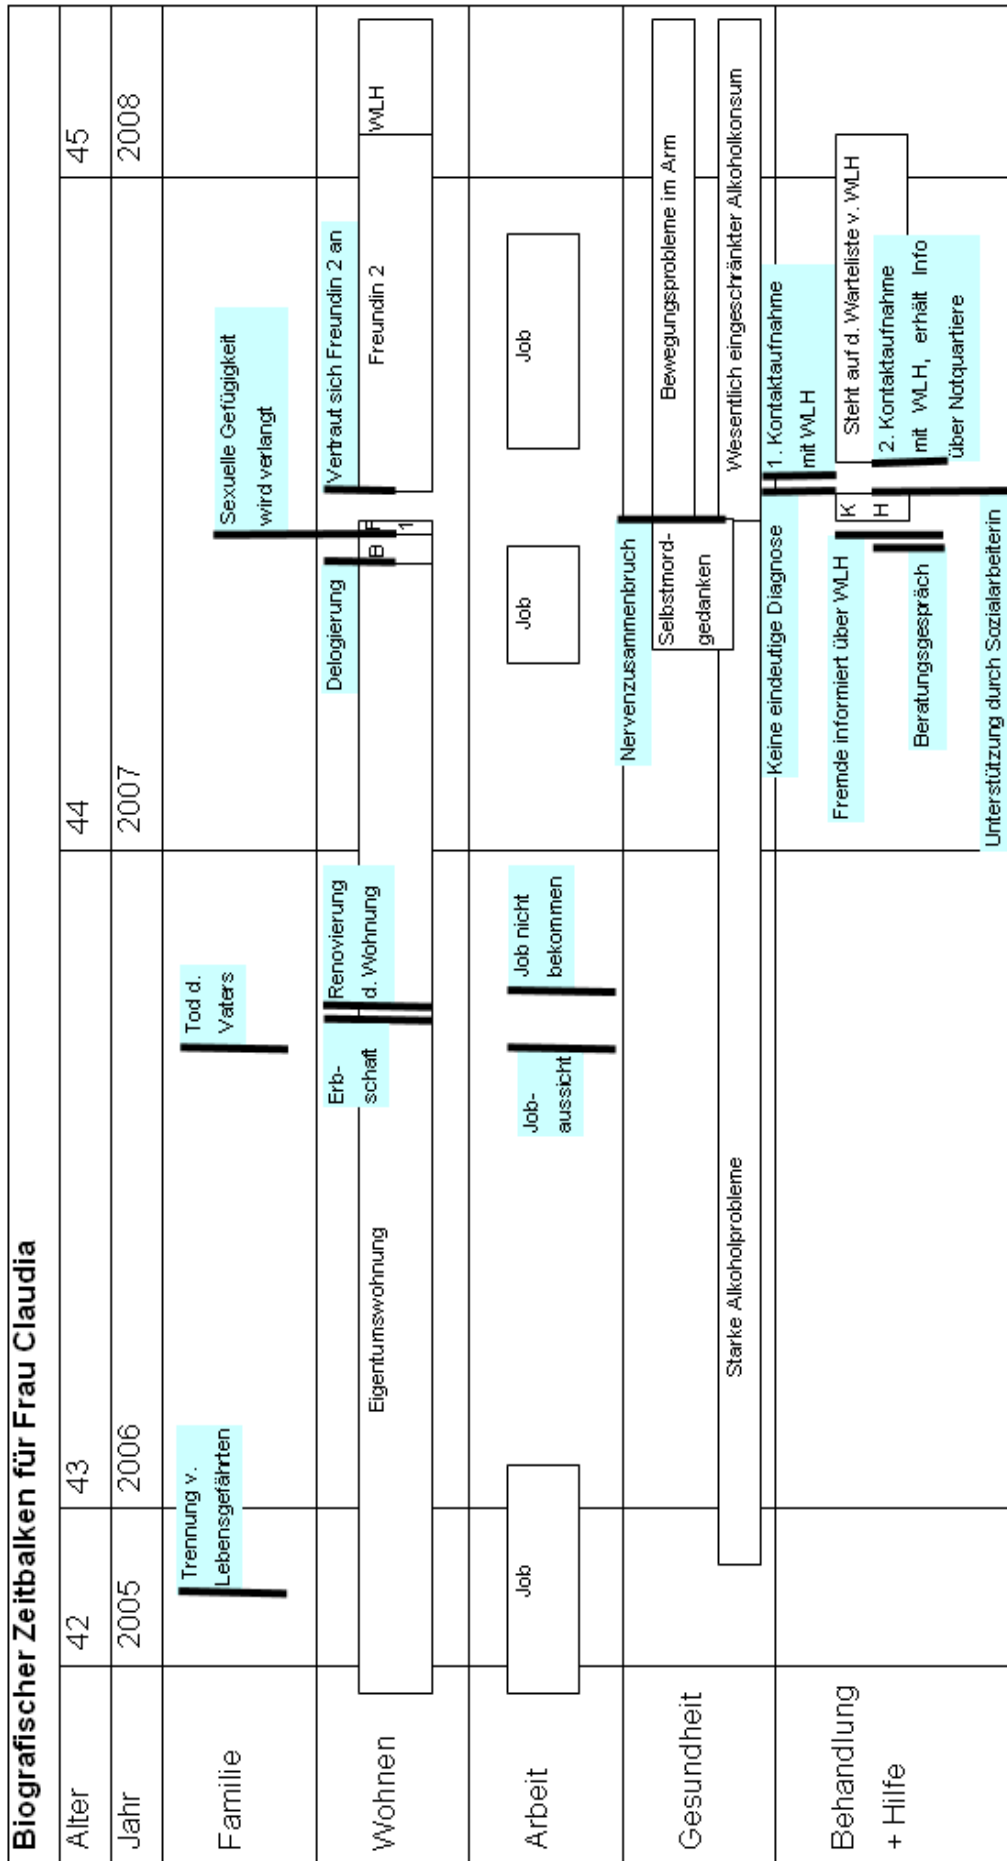 Biografischer Zeitbalken für Frau Claudia
Alter
42
43
44
45
Jahr
2005
2006
2007
2008
Familie
Trennung v.
Lebensgefährten
Tod d.
Vaters
Sexuelle Gefügigkeit
wird verlangt
Wohnen
Eigentumswohnung
Erb-
schaft
Renovierung
d. Wohnung
Delogierung
B
F
1
Vertraut sich Freundin 2 an
Freundin 2
WLH
Arbeit
Job
Job-
aussicht
Job nicht
bekommen
Job
Job
Gesundheit
Starke Alkoholprobleme
Nervenzusammenbruch
Selbstmord-
gedanken
Bewegungsprobleme im Arm
Wesentlich eingeschränkter Alkoholkonsum
Behandlung
+ Hilfe
Keine eindeutige Diagnose
1. Kontaktaufnahme
mit WLH
Fremde informiert über WLH
K
H
Steht auf d. Warteliste v. WLH
Beratungsgespräch
2. Kontaktaufnahme
mit WLH, erhält Info
über Notquartiere
Unterstützung durch Sozialarbeiterin